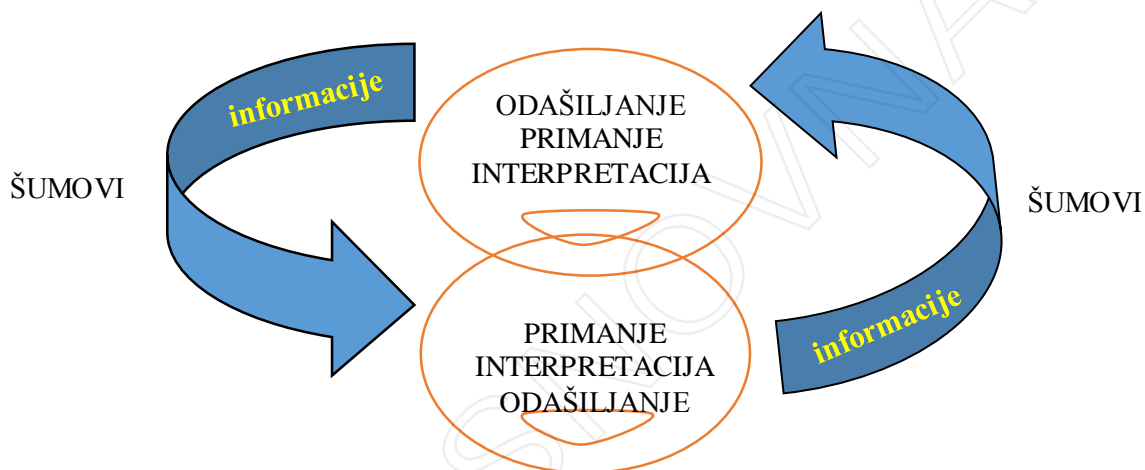 informacije
ODAŠILJANJE
PRIMANJE
INTERPRETACIJA
ŠUMOVI
ŠUMOVI
PRIMANJE
INTERPRETACIJA
ODAŠILJANJE
informacije